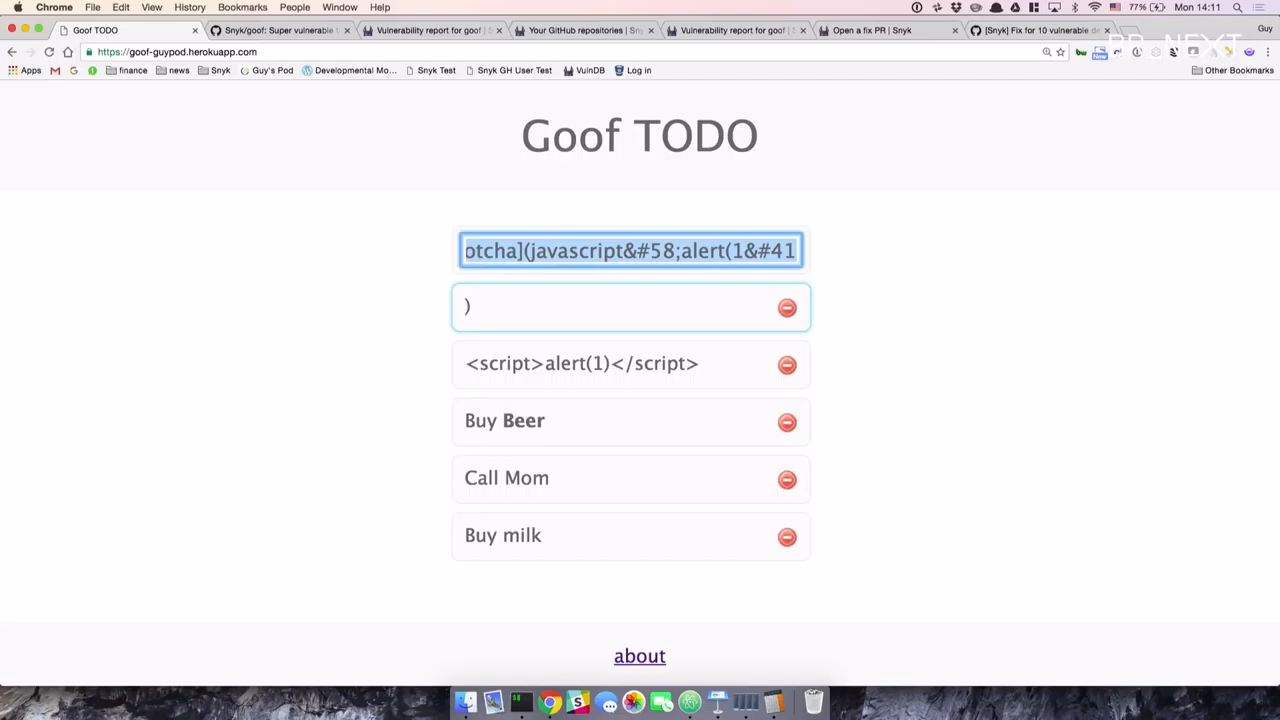 Chrome File Edit View History Bookmarks People Window Help 77% Mon 14:11
Goof TODO Snyk/goof: Super vulnerable Vulnerability report for goof | Your GitHub repositories | Sn Vulnerability report for goof | Open a fix PR | Snyk [Snyk] Fix for 10 vulnerable de Guy
https://goof-guypod.herokuapp.com
NEXT
Apps finance news Snyk Guy's Pod Developmental Mo... Snyk Test Snyk GH User Test VulnDB Log in Other Bookmarks
Goof TODO
otcha](javascript&#58;alert(1&#41
)
<script>alert(1)</script>
Buy Beer
Call Mom
Buy milk
about